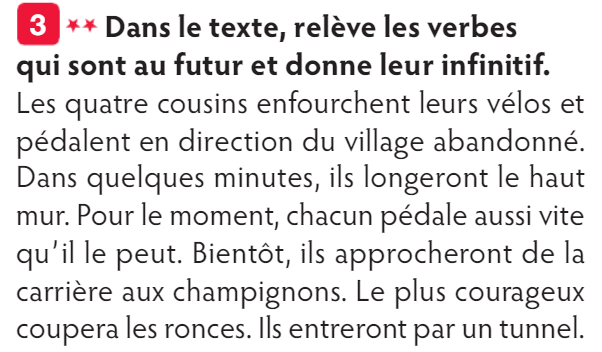 3 ** Dans le texte, relève les verbes
qui sont au futur et donne leur infinitif.
Les quatre cousins enfourchent leurs vélos et
pédalent en direction du village abandonné.
Dans quelques minutes, ils longeront le haut
mur. Pour le moment, chacun pédale aussi vite
qu'il le peut. Bientôt, ils approcheront de la
carrière aux champignons. Le plus courageux
coupera les ronces. Ils entreront par un tunnel.